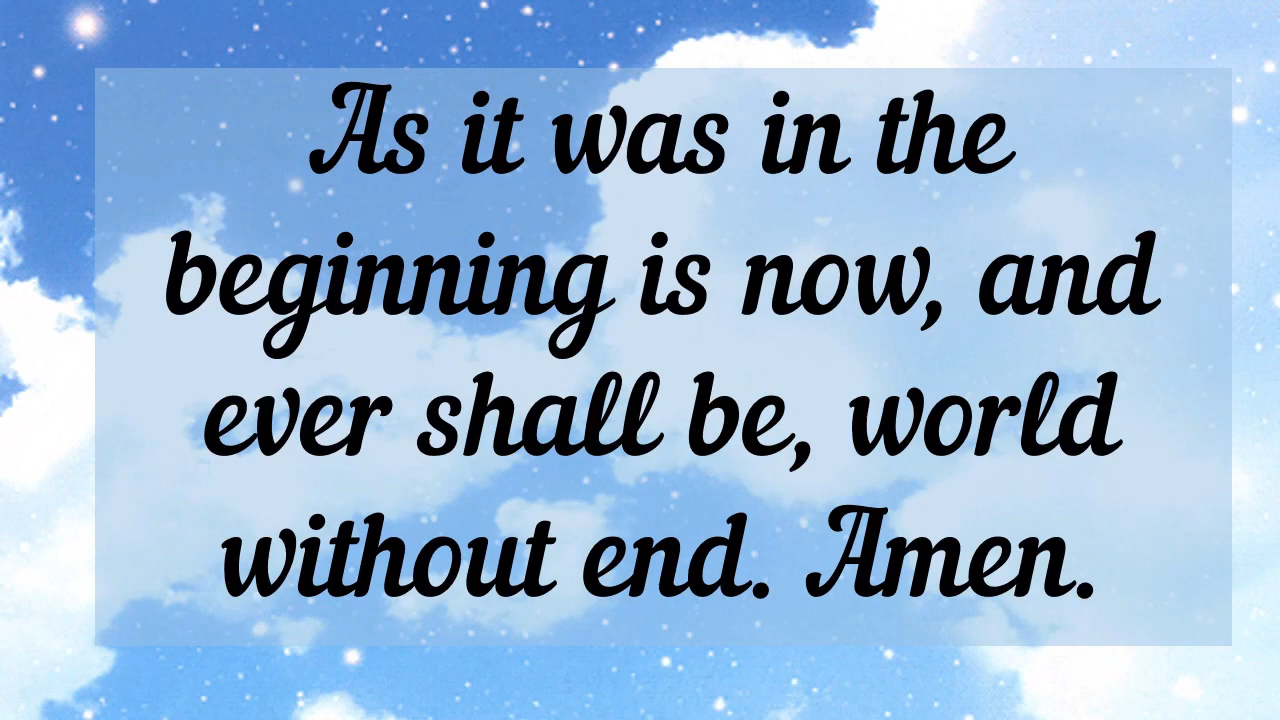 As it was in the
beginning is now, and
ever shall be, world
without end. Amen.